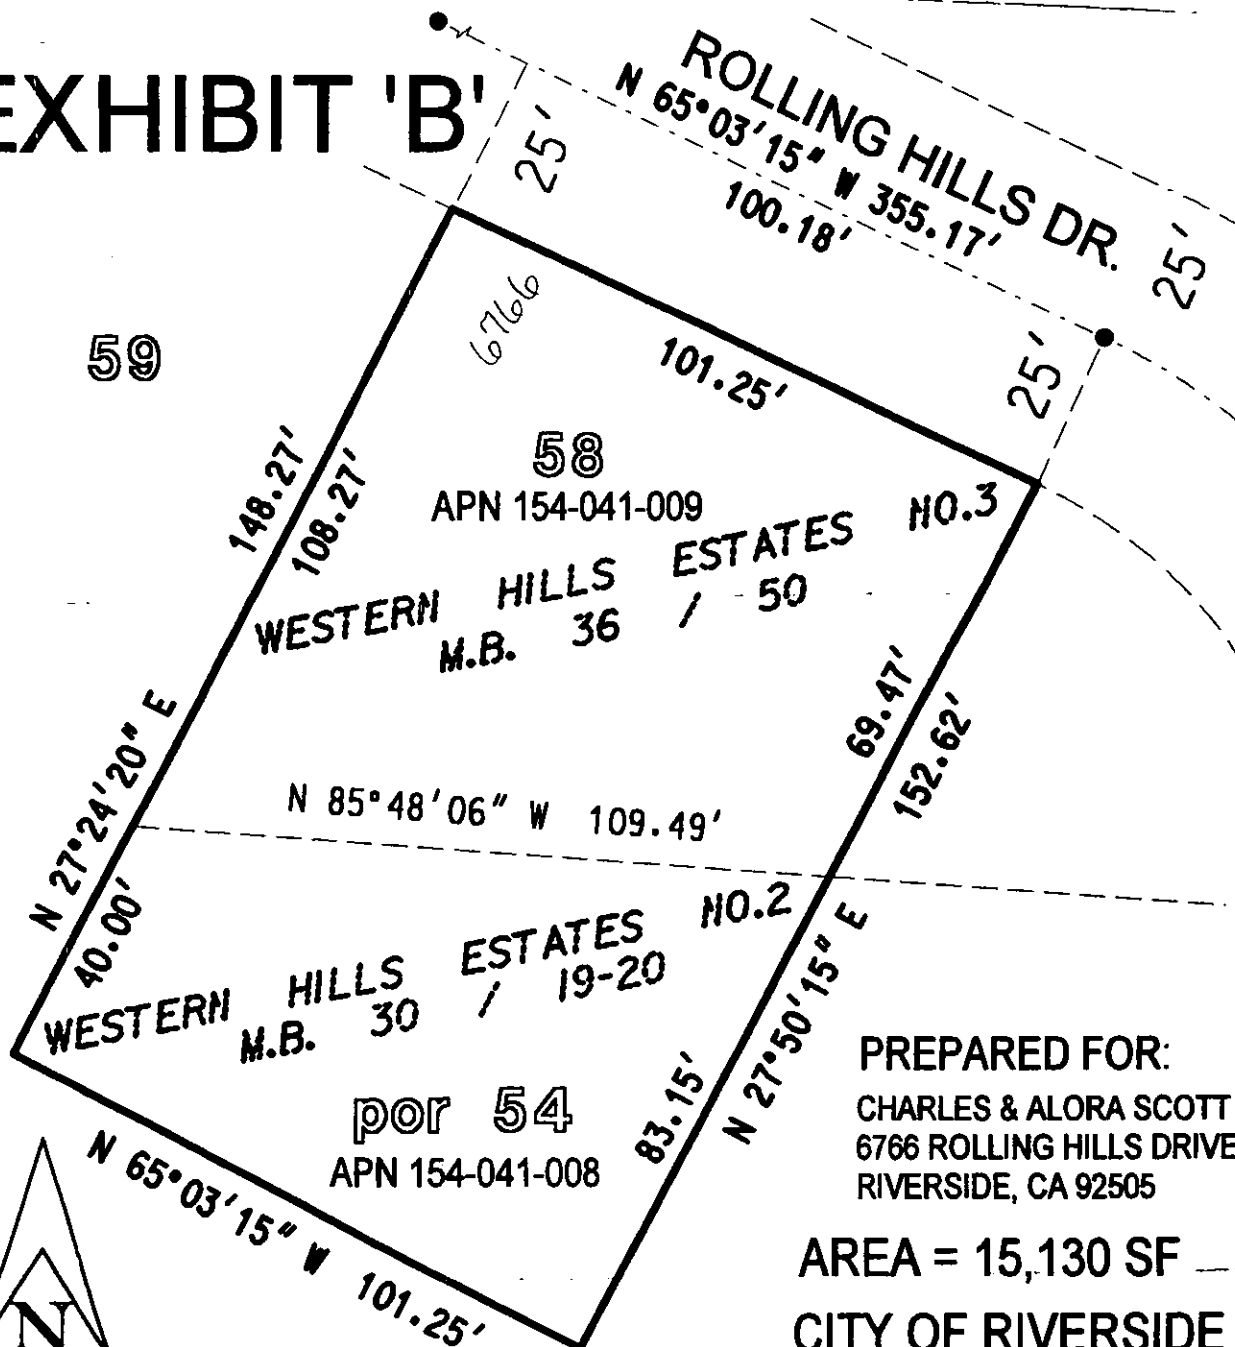 EXHIBIT 'B'
ROLLING HILLS DR.
N 65°03'15" W 355.17'
100.18'
25'
25'
25'
6766
59
101.25'
58
APN 154-041-009
148.27'
108.27'
WESTERN HILLS ESTATES NO.3
M.B. 36 / 50
69.47'
152.62'
N 27°24'20" E
N 85°48'06" W 109.49'
40.00'
WESTERN HILLS ESTATES NO.2
M.B. 30 / 19-20
N 27°50'15" E
83.15'
por 54
APN 154-041-008
N 65°03'15" W 101.25'
PREPARED FOR:
CHARLES & ALORA SCOTT
6766 ROLLING HILLS DRIVE
RIVERSIDE, CA 92505
AREA = 15,130 SF
CITY OF RIVERSIDE
N